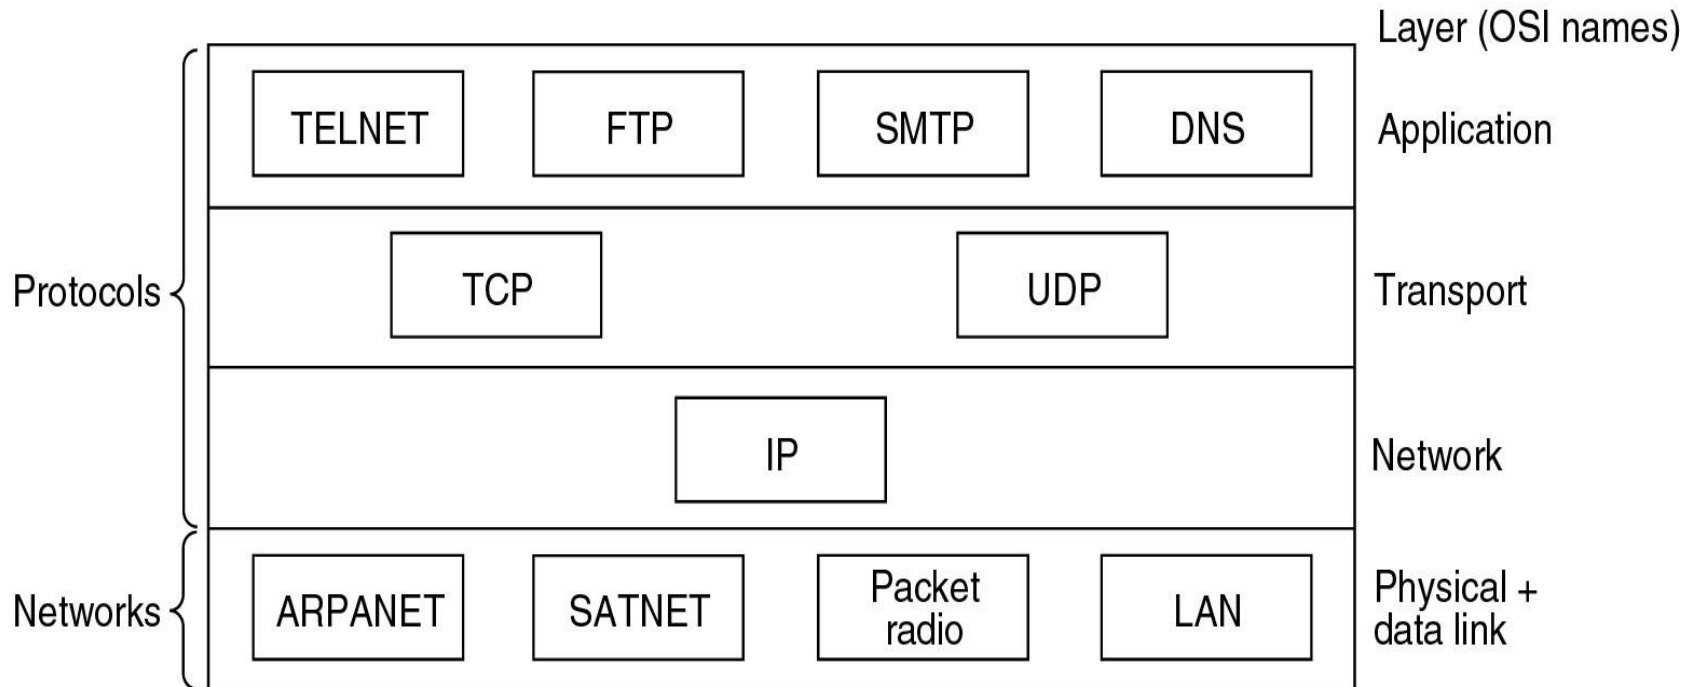 Layer (OSI names)
TELNET FTP SMTP DNS Application
Protocols TCP UDP Transport
IP Network
Networks ARPANET SATNET Packet radio LAN Physical +
data link